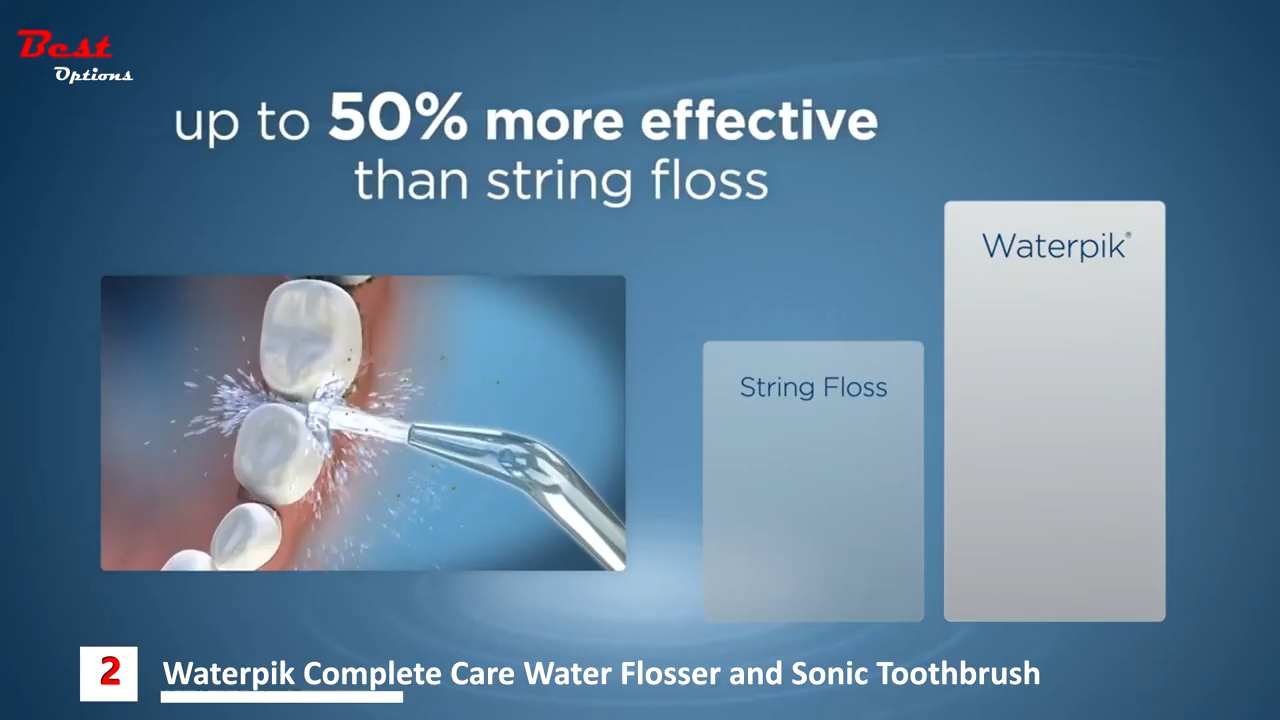 Best
Options
up to 50% more effective
than string floss
Waterpik®
String Floss
2
Waterpik Complete Care Water Flosser and Sonic Toothbrush